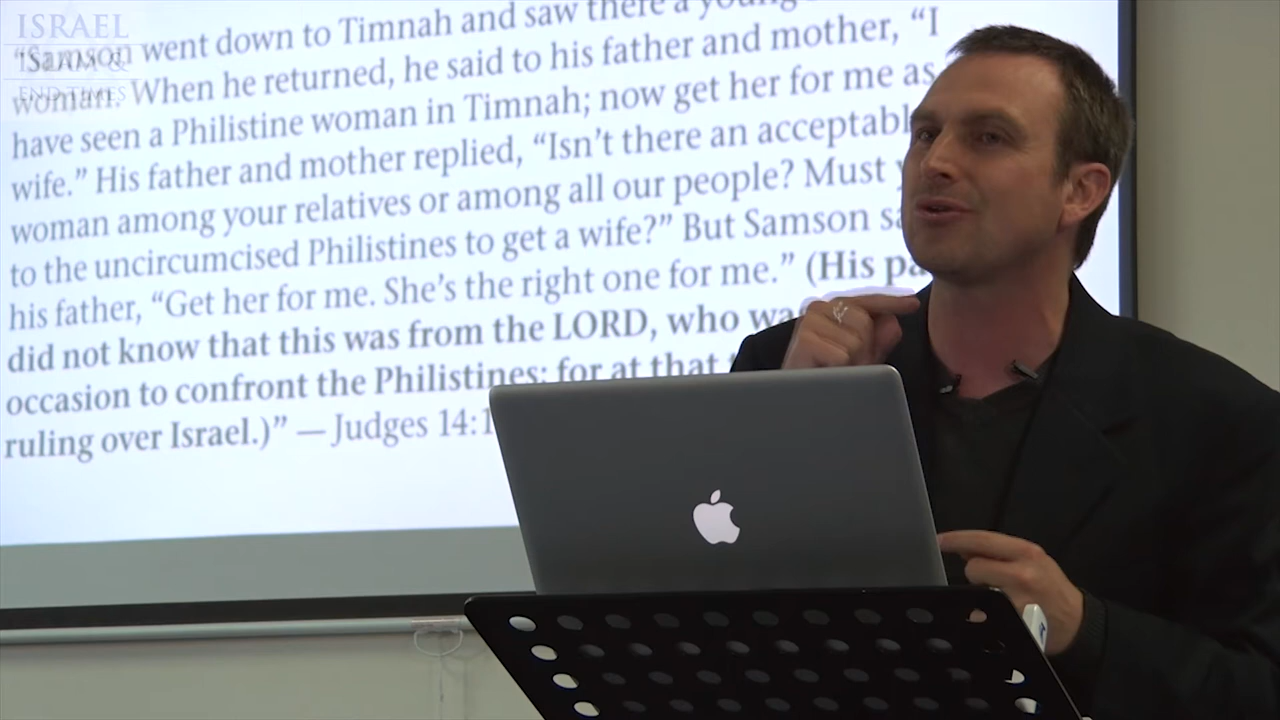 ISRAEL
ISLAM &
END TIMES
"Samson went down to Timnah and saw there a young
woman. When he returned, he said to his father and mother, “I
have seen a Philistine woman in Timnah; now get her for me as
wife.” His father and mother replied, “Isn’t there an acceptabl
woman among your relatives or among all our people? Must
to the uncircumcised Philistines to get a wife?” But Samson sa
his father, “Get her for me. She’s the right one for me.” (His pa
did not know that this was from the LORD, who wa
occasion to confront the Philistines; for at that
ruling over Israel.)” — Judges 14:1